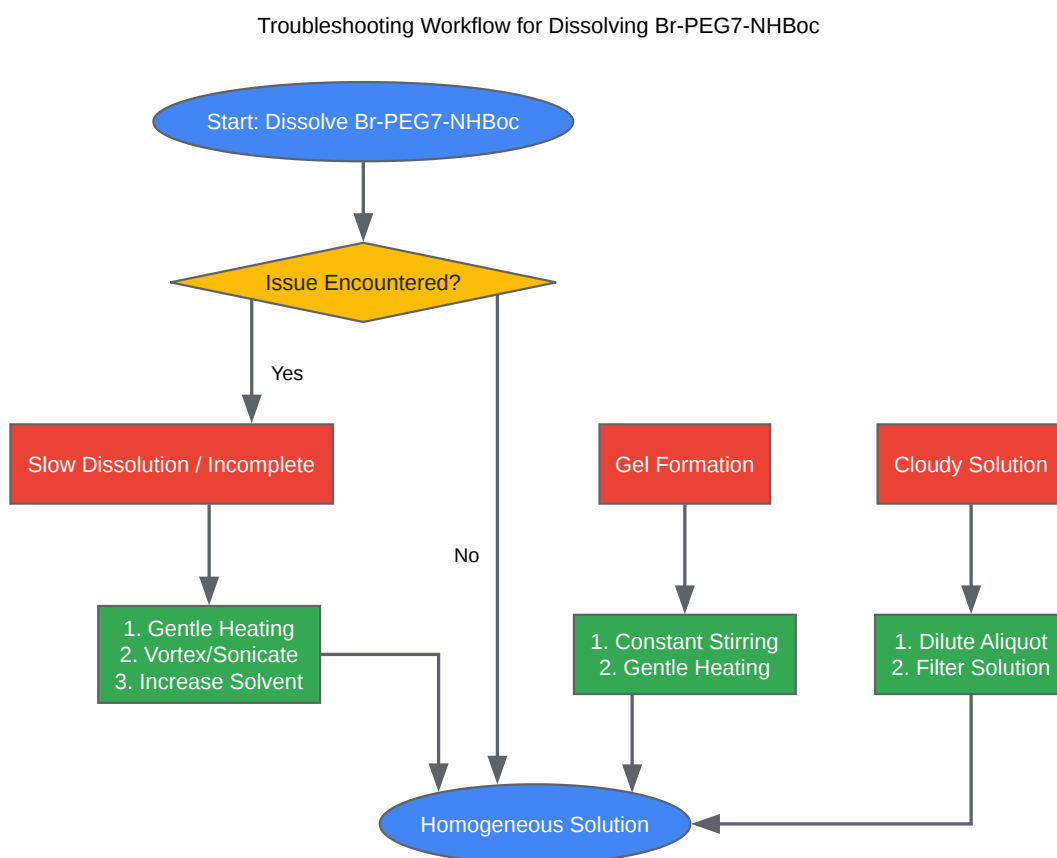 Troubleshooting Workflow for Dissolving Br-PEG7-NHBoc
Start: Dissolve Br-PEG7-NHBoc
Issue Encountered?
Yes
Slow Dissolution / Incomplete
Gel Formation
Cloudy Solution
No
1. Gentle Heating
2. Vortex/Sonicate
3. Increase Solvent
1. Constant Stirring
2. Gentle Heating
1. Dilute Aliquot
2. Filter Solution
Homogeneous Solution